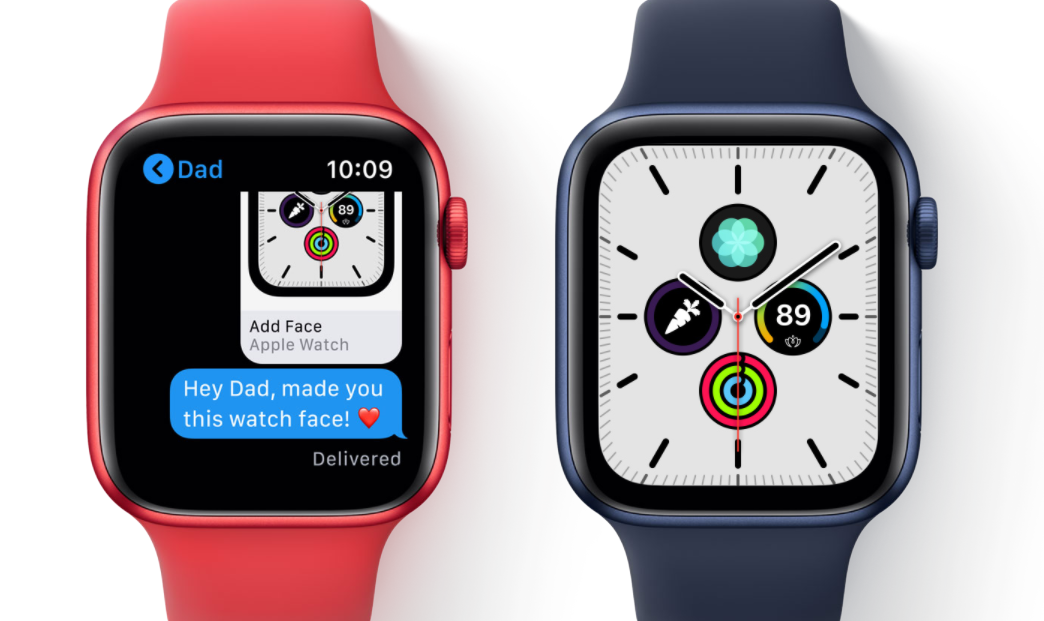 Dad
10:09
89
Add Face
Apple Watch
Hey Dad, made you
this watch face! ❤️
Delivered
89